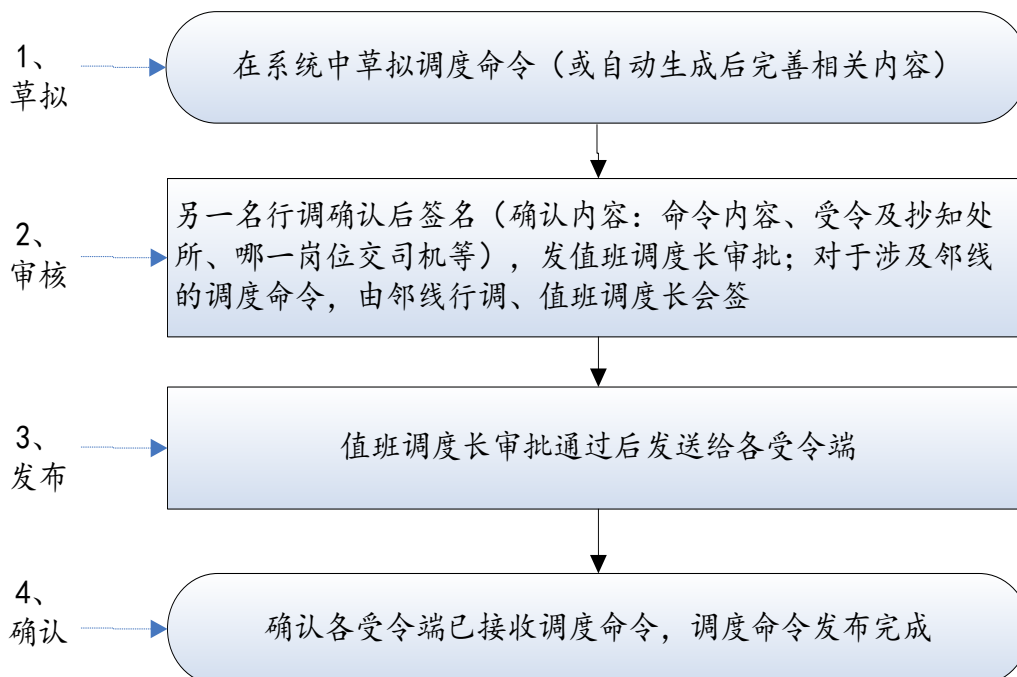 1、
草拟
在系统中草拟调度命令（或自动生成后完善相关内容）
2、
审核
另一名行调确认后签名（确认内容：命令内容、受令及抄知处
所、哪一岗位交司机等），发值班调度长审批；对于涉及邻线
的调度命令，由邻线行调、值班调度长会签
3、
发布
值班调度长审批通过后发送给各受令端
4、
确认
确认各受令端已接收调度命令，调度命令发布完成